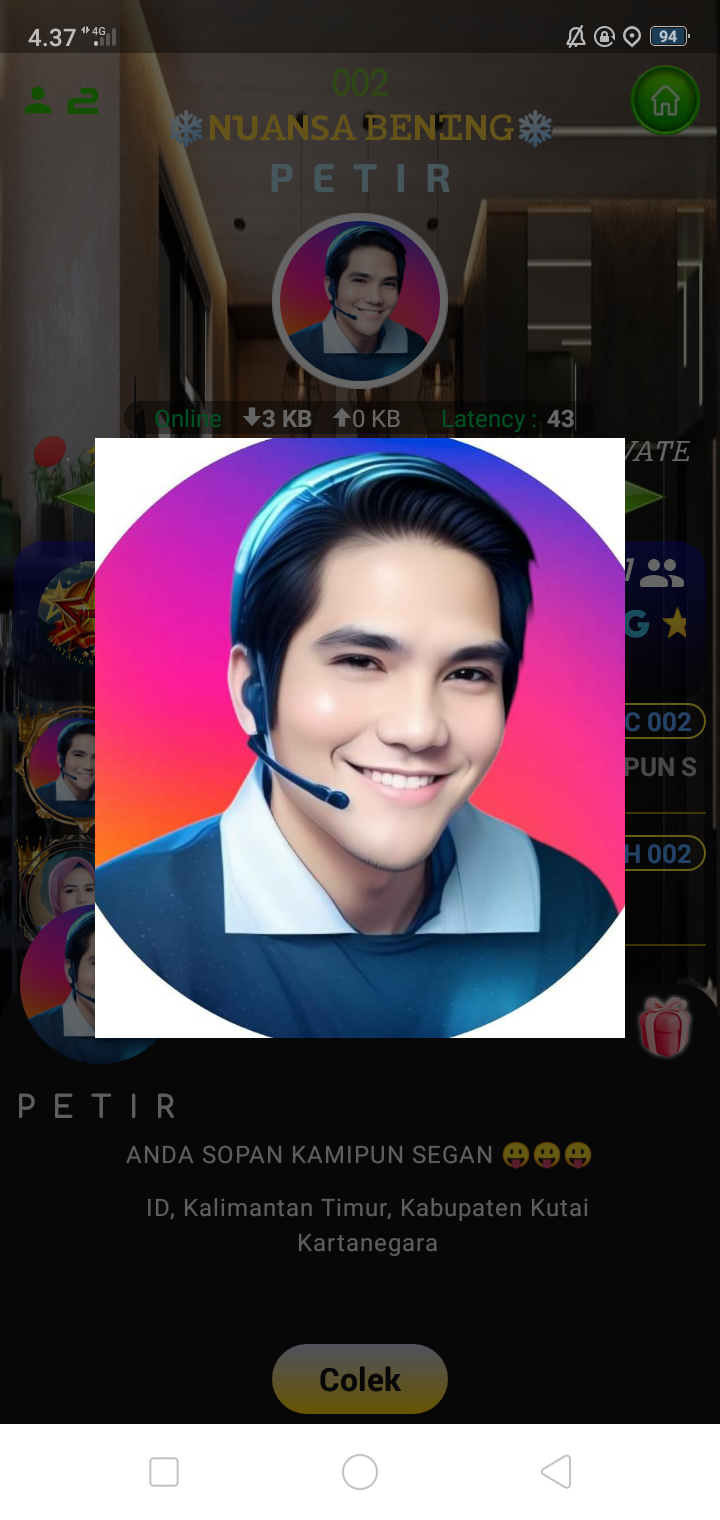 4.37 4G 94
002
2
❄NUANSA BENING❄
P E T I R
Online 3 KB 0 KB Latency : 43
VATE
1
G
C 002
PUN S
H 002
P E T I R
ANDA SOPAN KAMIPUN SEGAN 😛😛😛
ID, Kalimantan Timur, Kabupaten Kutai
Kartanegara
Colek